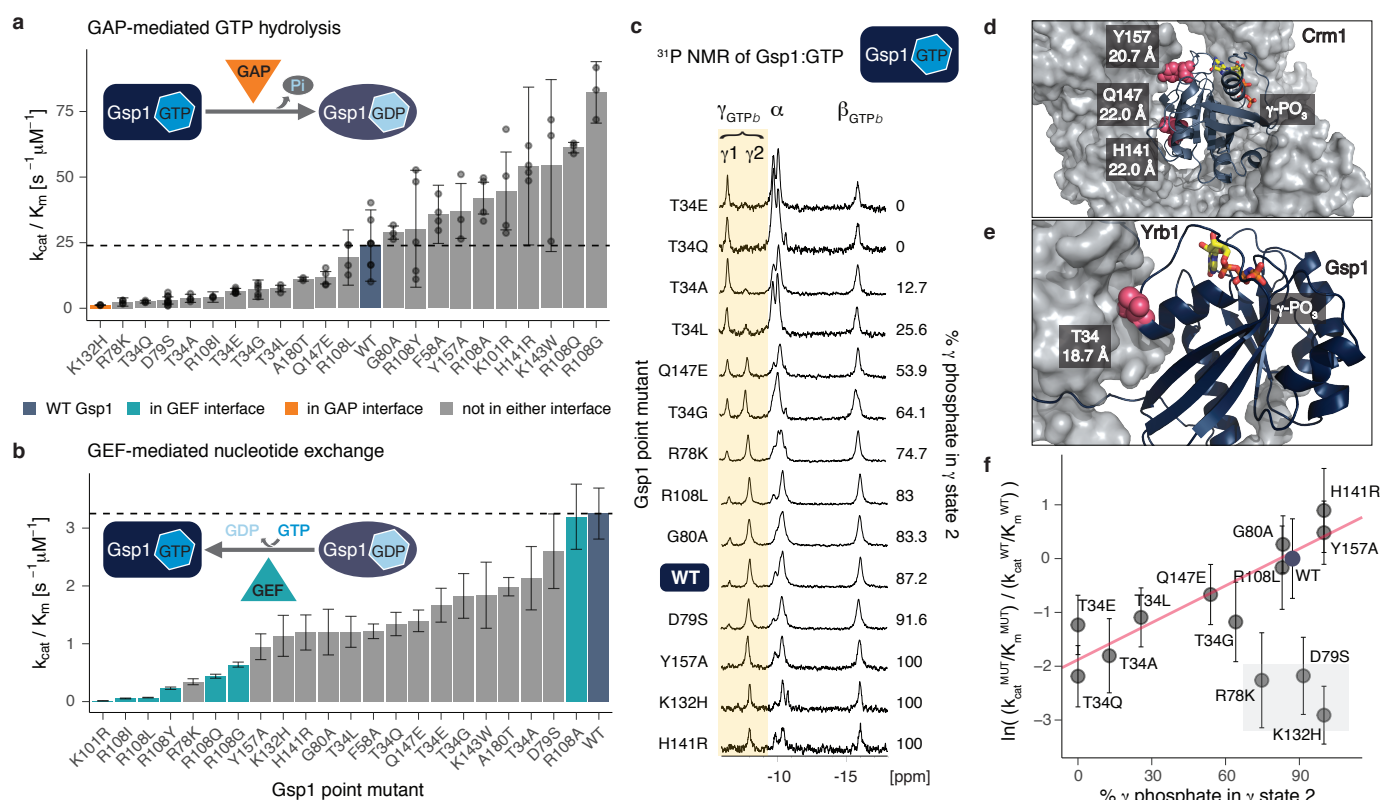 a
GAP-mediated GTP hydrolysis
kcat / Km [s−1μM−1]
75
50
25
0
Gsp1 GTP
GAP
Pi
Gsp1 GDP
K132H
R78K
T34Q
D79S
T34A
R108I
T34E
T34G
T34L
A180T
Q147E
R108L
WT
G80A
R108Y
F58A
Y157A
R108A
K101R
H141R
K143W
R108Q
R108G
WT Gsp1
in GEF interface
in GAP interface
not in either interface
b
GEF-mediated nucleotide exchange
kcat / Km [s−1μM−1]
3
2
1
0
Gsp1 GTP
GDP
GTP
GEF
Gsp1 GDP
K101R
R108I
R108L
R108Y
R78K
R108Q
R108G
Y157A
K132H
H141R
G80A
T34L
F58A
T34Q
Q147E
T34E
T34G
K143W
A180T
T34A
D79S
R108A
WT
Gsp1 point mutant
c
31P NMR of Gsp1:GTP
Gsp1 GTP
γGTPb α βGTPb
γ1 γ2
Gsp1 point mutant
T34E 0
T34Q 0
T34A 12.7
T34L 25.6
Q147E 53.9
T34G 64.1
R78K 74.7
R108L 83
G80A 83.3
WT 87.2
D79S 91.6
Y157A 100
K132H 100
H141R 100
% γ phosphate in γ state 2
-10 -15 [ppm]
d
Y157
20.7 Å
Q147
22.0 Å
H141
22.0 Å
Crm1
γ-PO3
e
Yrb1
Gsp1
γ-PO3
T34
18.7 Å
f
ln( (kcatMUT/KmMUT) / (kcatWT/KmWT) )
1
0
−1
−2
−3
H141R
G80A
Y157A
Q147E
R108L
WT
T34E
T34L
T34G
T34A
T34Q
D79S
R78K
K132H
0 30 60 90
% γ phosphate in γ state 2